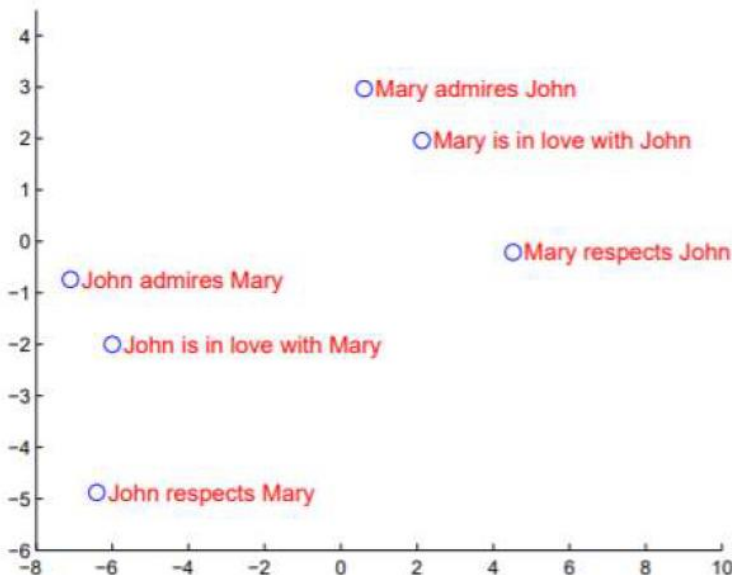 4
3
Mary admires John
2
Mary is in love with John
1
0
Mary respects John
−1
John admires Mary
−2
John is in love with Mary
−3
−4
−5
John respects Mary
−6
−8 −6 −4 −2 0 2 4 6 8 10